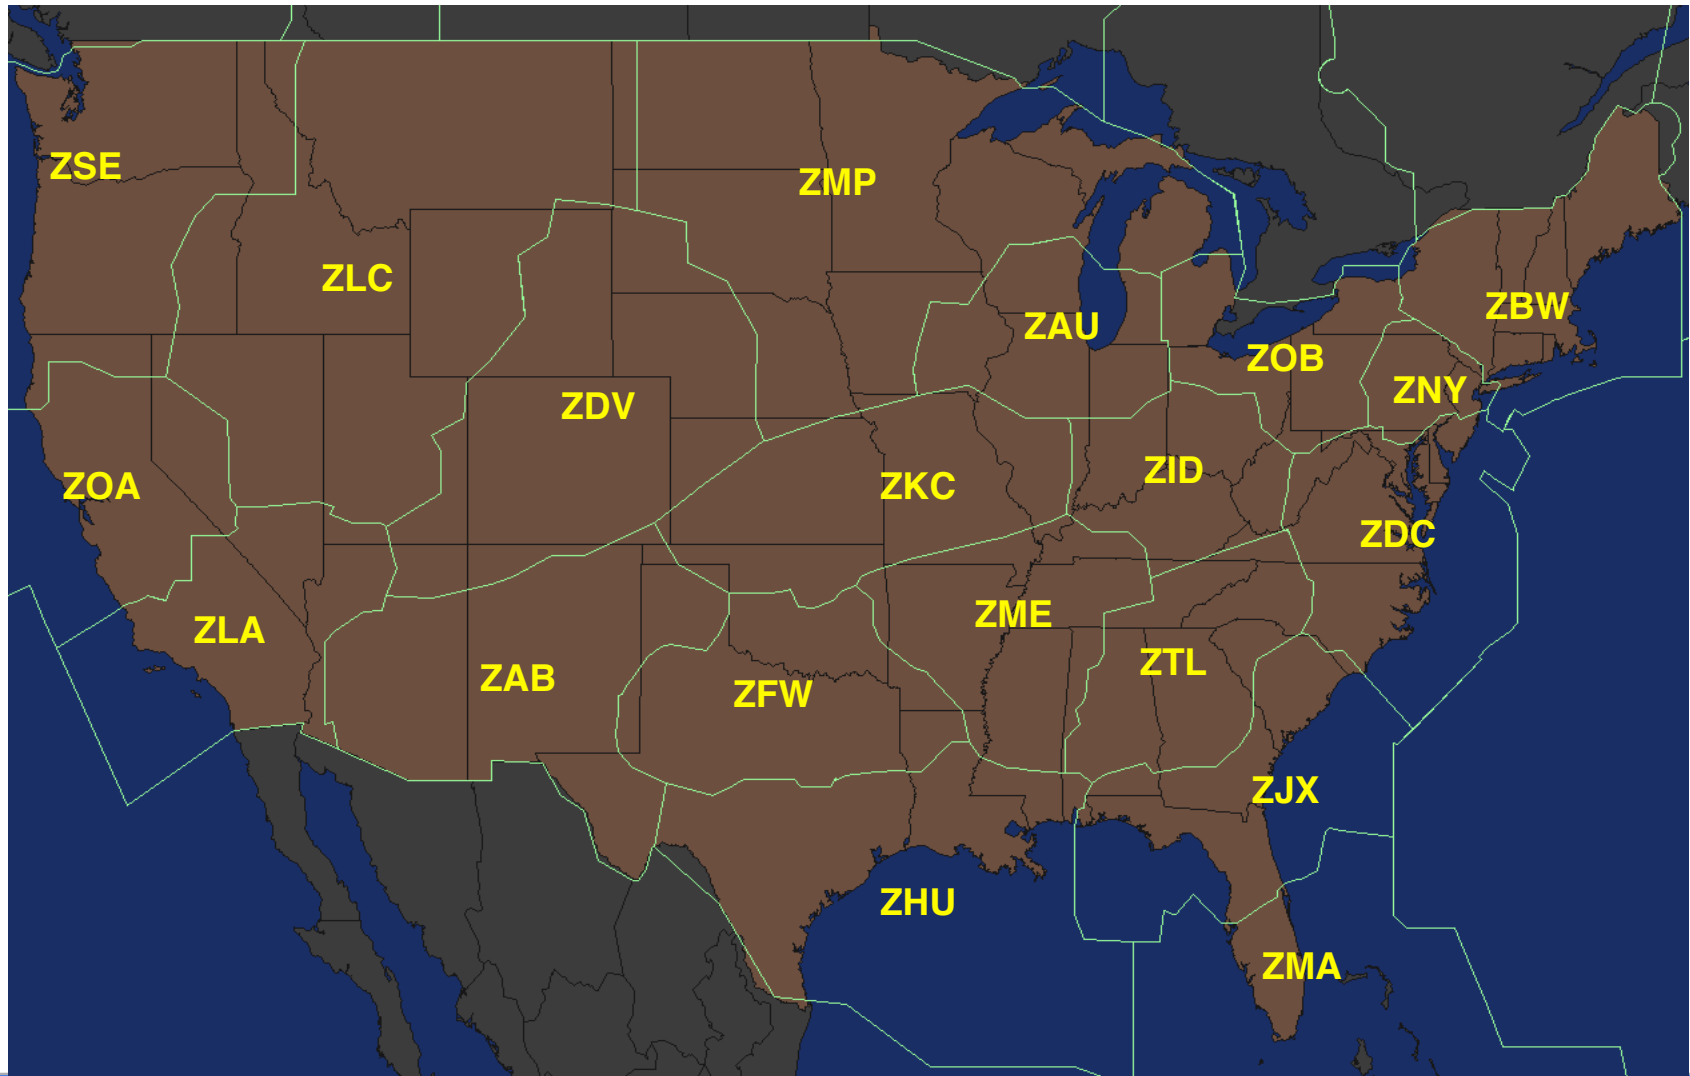 ZSE
ZMP
ZLC
ZBW
ZAU
ZOB
ZNY
ZDV
ZID
ZOA
ZKC
ZDC
ZME
ZLA
ZTL
ZAB
ZFW
ZJX
ZHU
ZMA